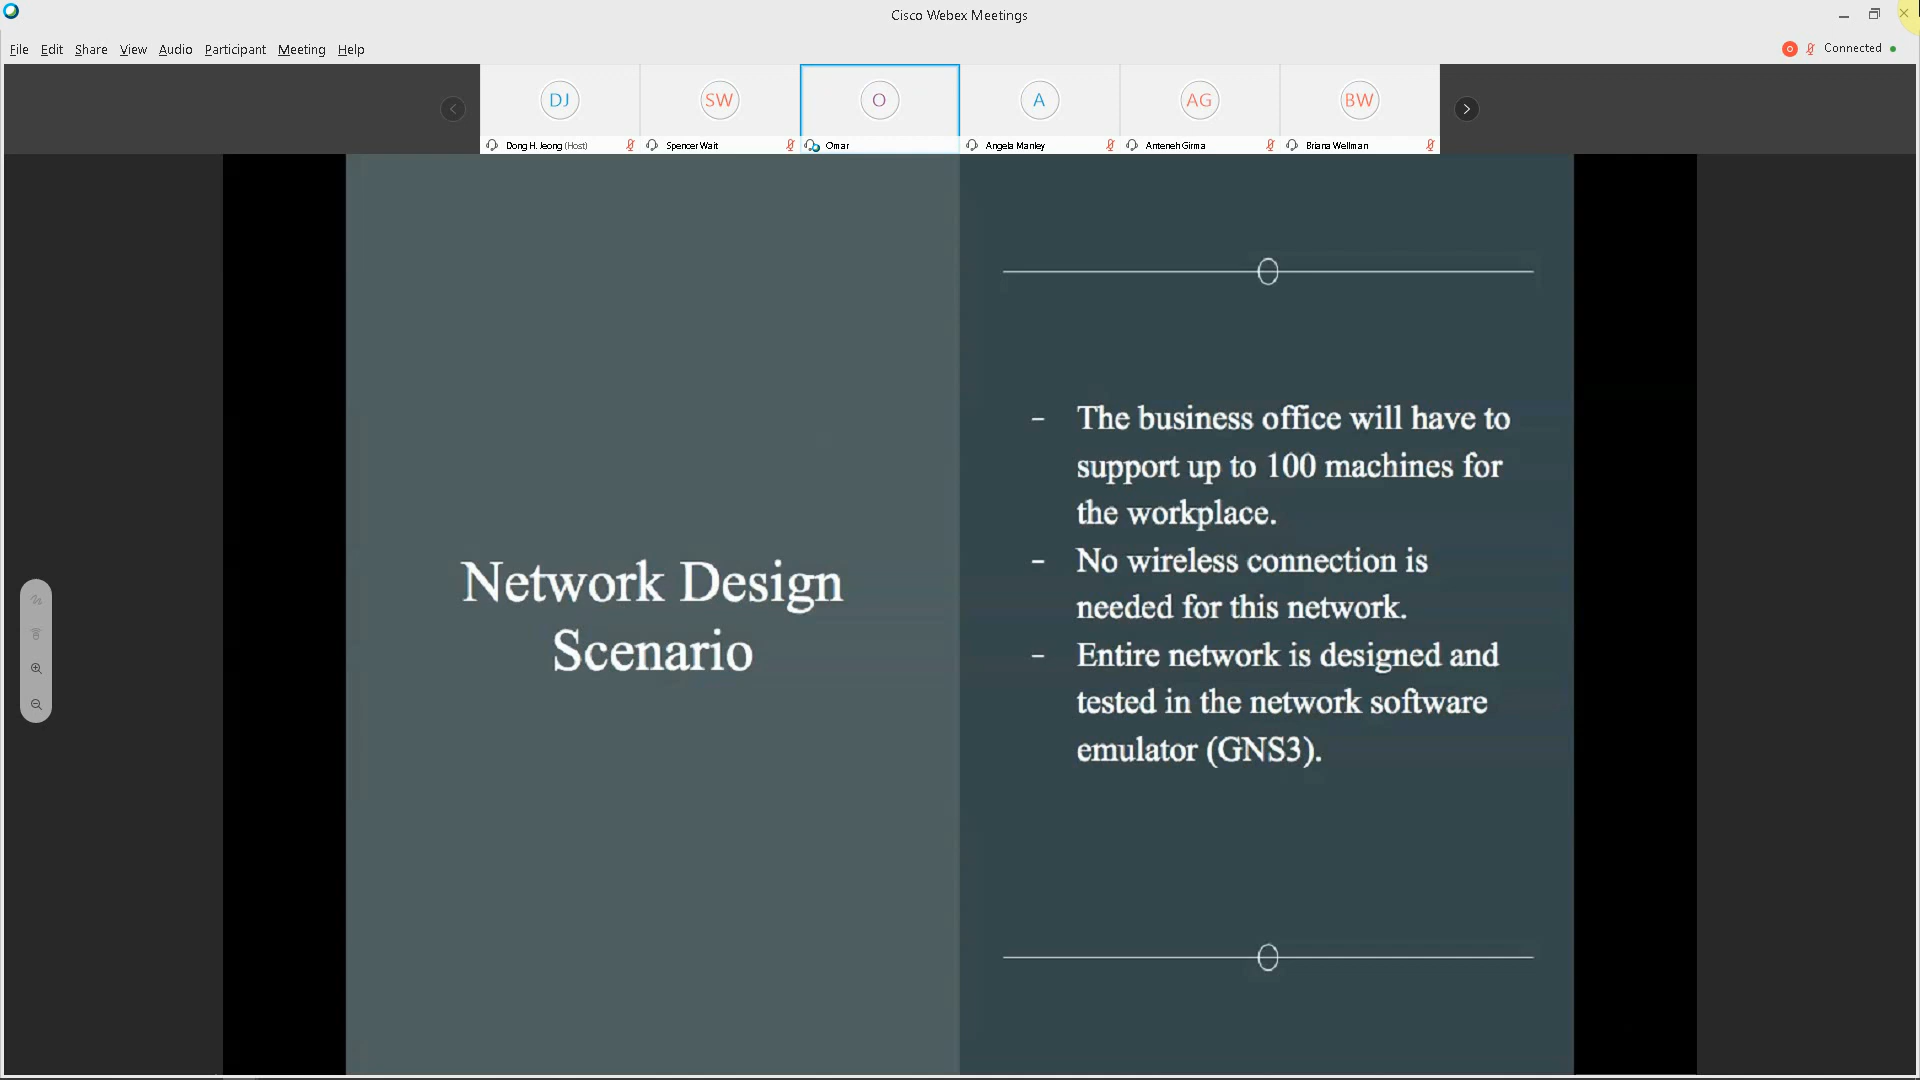 Cisco Webex Meetings
File Edit Share View Audio Participant Meeting Help
Connected
DJ SW O A AG BW
Dong H. Jeong (Host) Spencer Wait Omar Angela Manley Anteneh Girma Briana Wellman
Network Design
Scenario
- The business office will have to
support up to 100 machines for
the workplace.
- No wireless connection is
needed for this network.
- Entire network is designed and
tested in the network software
emulator (GNS3).